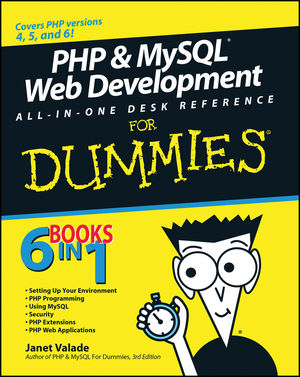 Covers PHP versions
4, 5, and 6!
PHP & MySQL®
Web Development
ALL-IN-ONE DESK REFERENCE
FOR
DUMMIES®
6 BOOKS
IN 1
• Setting Up Your Environment
• PHP Programming
• Using MySQL
• Security
• PHP Extensions
• PHP Web Applications
Janet Valade
Author of PHP & MySQL For Dummies, 3rd Edition